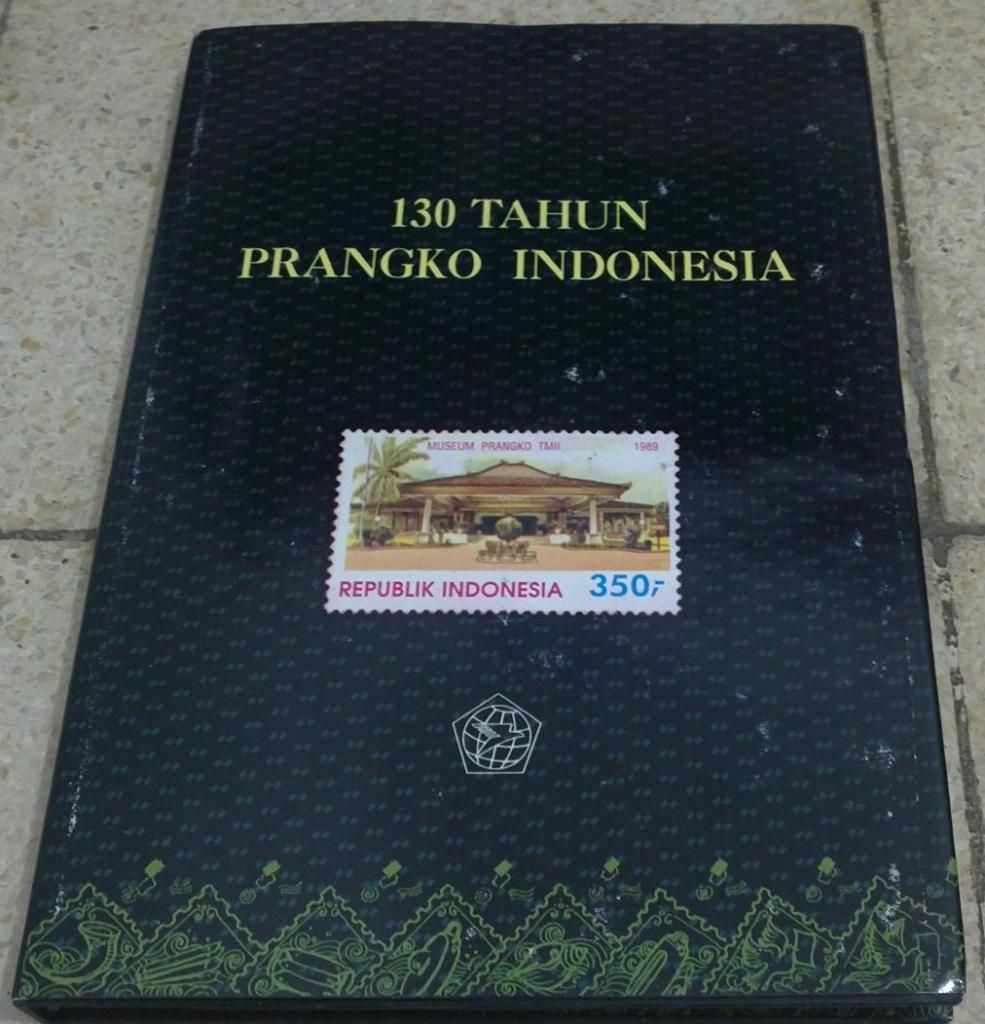 130 TAHUN
PRANGKO INDONESIA
MUSEUM PRANGKO TMII 1989
REPUBLIK INDONESIA 350,-